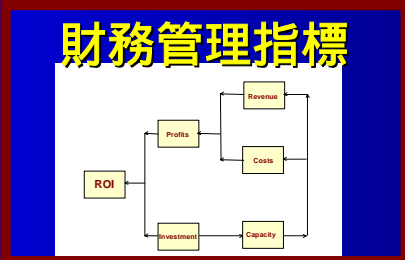 財務管理指標
Revenue
Profits
Costs
ROI
Investment
Capacity